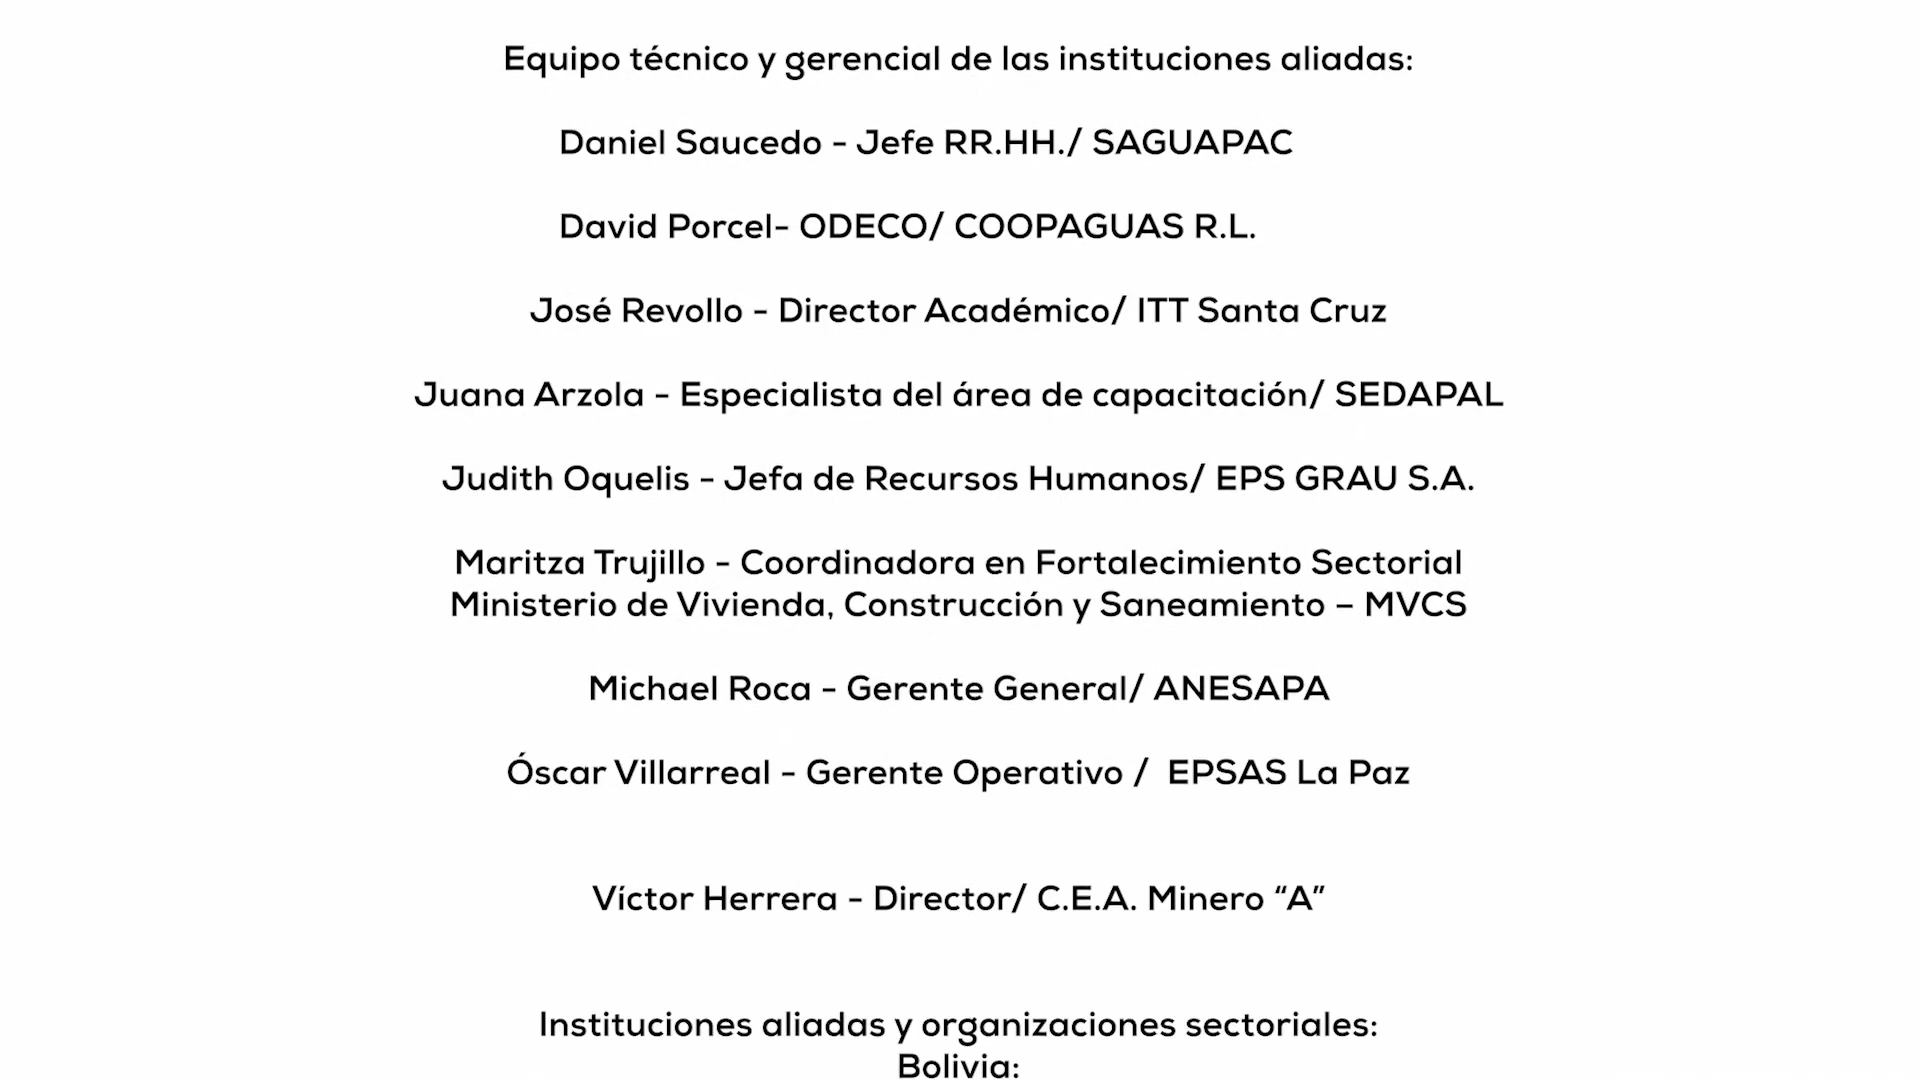 Equipo técnico y gerencial de las instituciones aliadas:
Daniel Saucedo - Jefe RR.HH./ SAGUAPAC
David Porcel- ODECO/ COOPAGUAS R.L.
José Revollo - Director Académico/ ITT Santa Cruz
Juana Arzola - Especialista del área de capacitación/ SEDAPAL
Judith Oquelis - Jefa de Recursos Humanos/ EPS GRAU S.A.
Maritza Trujillo - Coordinadora en Fortalecimiento Sectorial
Ministerio de Vivienda, Construcción y Saneamiento – MVCS
Michael Roca - Gerente General/ ANESAPA
Óscar Villarreal - Gerente Operativo /  EPSAS La Paz
Víctor Herrera - Director/ C.E.A. Minero “A”
Instituciones aliadas y organizaciones sectoriales:
Bolivia: